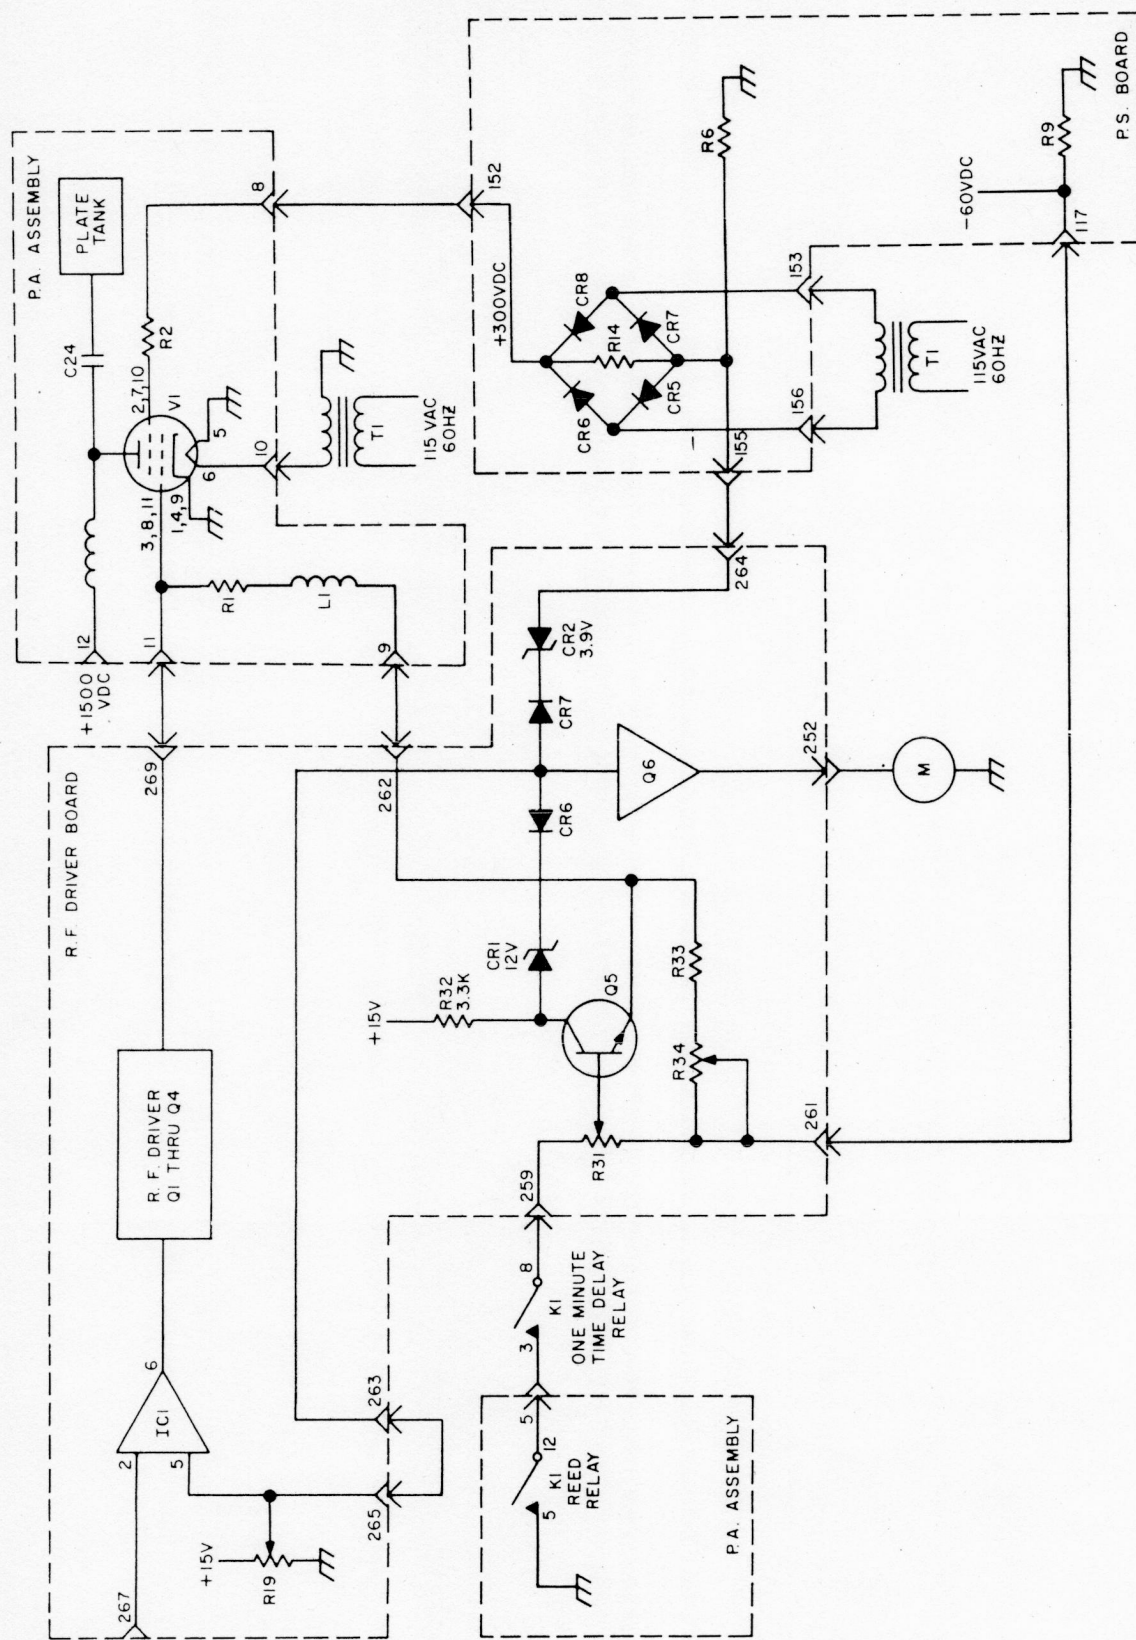 267
+15V
R19
2
5
IC1
6
265
263
R.F. DRIVER
Q1 THRU Q4
R.F. DRIVER BOARD
269
262
+1500
VDC
12
11
9
P.A. ASSEMBLY
PLATE
TANK
C24
3,8,11
1,4,9
2,7,10
V1
6
5
R2
R1
L1
8
10
T1
115 VAC
60HZ
152
5
12
K1
REED
RELAY
5
P.A. ASSEMBLY
3
8
K1
ONE MINUTE
TIME DELAY
RELAY
259
+15V
R32
3.3K
CR1
12V
CR6
CR7
CR2
3.9V
264
R31
Q5
R34
R33
261
Q6
252
M
155
–
+300VDC
CR6
CR8
R14
CR5
CR7
R6
156
153
T1
115VAC
60HZ
-60VDC
117
R9
P.S. BOARD